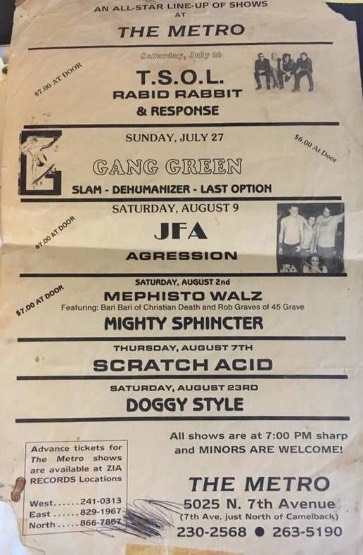 AN ALL-STAR LINE-UP OF SHOWS
AT
THE METRO
Saturday, July
$7.00 AT DOOR
T.S.O.L.
RABID RABBIT
& RESPONSE
SUNDAY, JULY 27
$6.00 At Door
GANG GREEN
SLAM - DEHUMANIZER - LAST OPTION
SATURDAY, AUGUST 9
$7.00 AT DOOR
JFA
AGRESSION
JFA
SATURDAY, AUGUST 2nd
$7.00 AT DOOR
MEPHISTO WALZ
Featuring: Bari Bari of Christian Death and Rob Graves of 45 Grave
MIGHTY SPHINCTER
THURSDAY, AUGUST 7TH
SCRATCH ACID
SATURDAY, AUGUST 23RD
DOGGY STYLE
All shows are at 7:00 PM sharp
and MINORS ARE WELCOME!
Advance tickets for
The Metro shows
are available at ZIA
RECORDS Locations
West.....241-0313
East.....829-1967
North.....866-7867
THE METRO
5025 N. 7th Avenue
(7th Ave. just North of Camelback)
230-2568 ● 263-5190